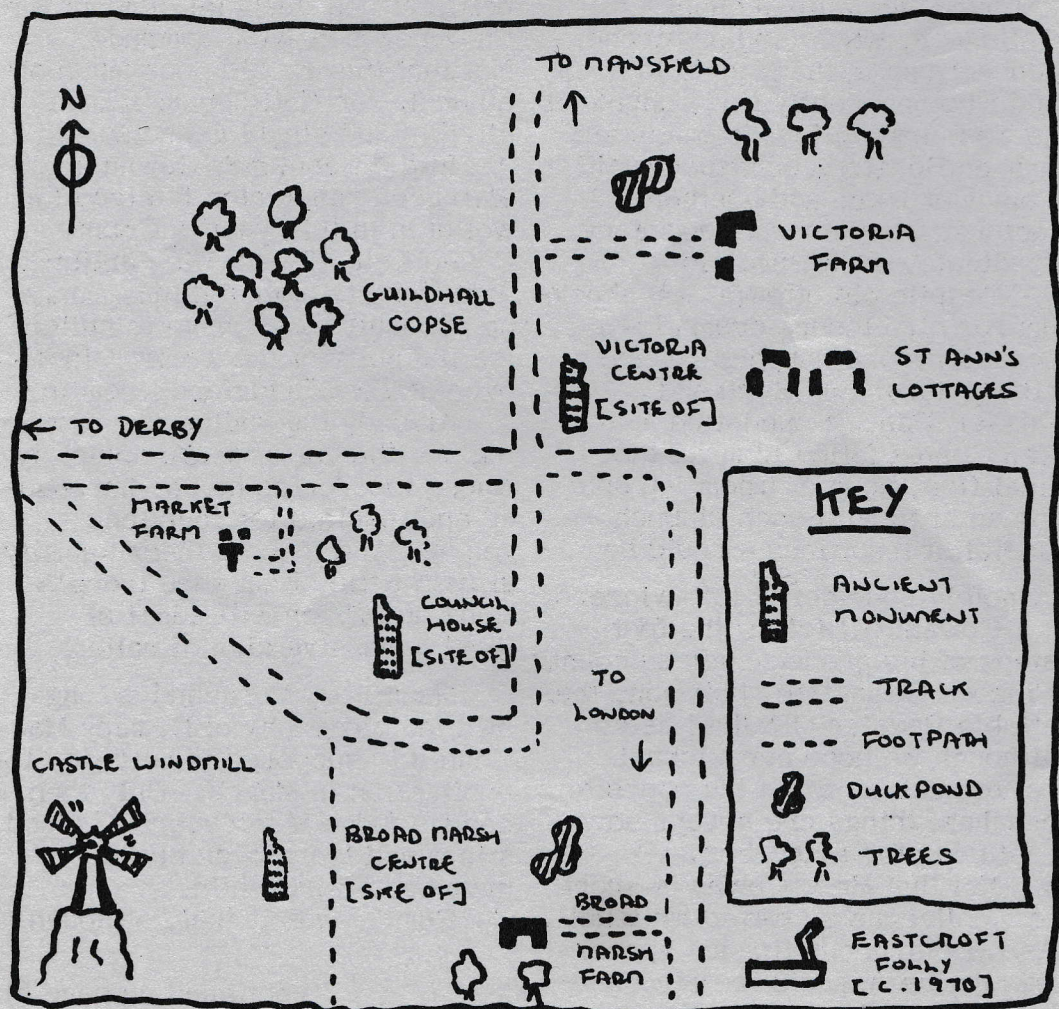 TO MANSFIELD
N
VICTORIA
FARM
GUILDHALL
COPSE
VICTORIA
CENTRE
[SITE OF]
ST ANN'S
LOTTAGES
← TO DERBY
MARKET
FARM
COUNCIL
HOUSE
[SITE OF]
TO
LONDON
KEY
ANCIENT
MONUMENT
TRACK
FOOTPATH
DUCKPOND
TREES
CASTLE WINDMILL
BROAD MARSH
CENTRE
[SITE OF]
BROAD
MARSH
FARM
EASTCROFT
FOLLY
[C.1970]